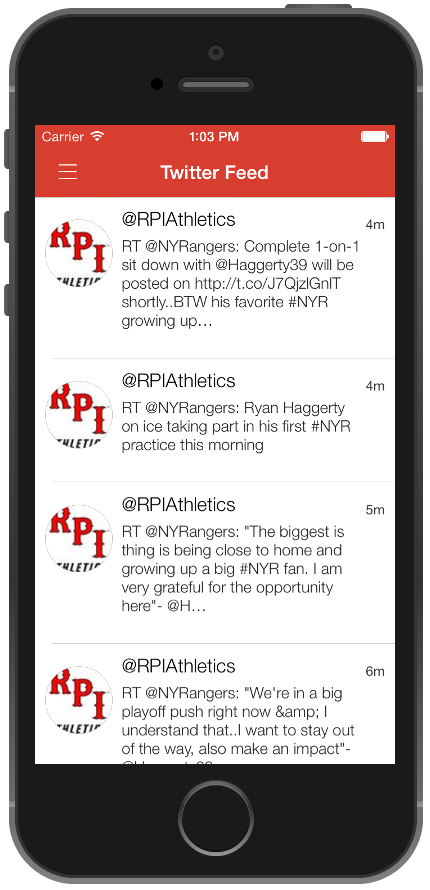 Carrier 1:03 PM
Twitter Feed
RPI
THLETIC
@RPIAthletics 4m
RT @NYRangers: Complete 1-on-1
sit down with @Haggerty39 will be
posted on http://t.co/J7QjzlGnlT
shortly..BTW his favorite #NYR
growing up…
RPI
THLETIC
@RPIAthletics 4m
RT @NYRangers: Ryan Haggerty
on ice taking part in his first #NYR
practice this morning
RPI
THLETIC
@RPIAthletics 5m
RT @NYRangers: "The biggest is
thing is being close to home and
growing up a big #NYR fan. I am
very grateful for the opportunity
here"- @H…
RPI
THLETIC
@RPIAthletics 6m
RT @NYRangers: "We're in a big
playoff push right now &amp; I
understand that..I want to stay out
of the way, also make an impact"-